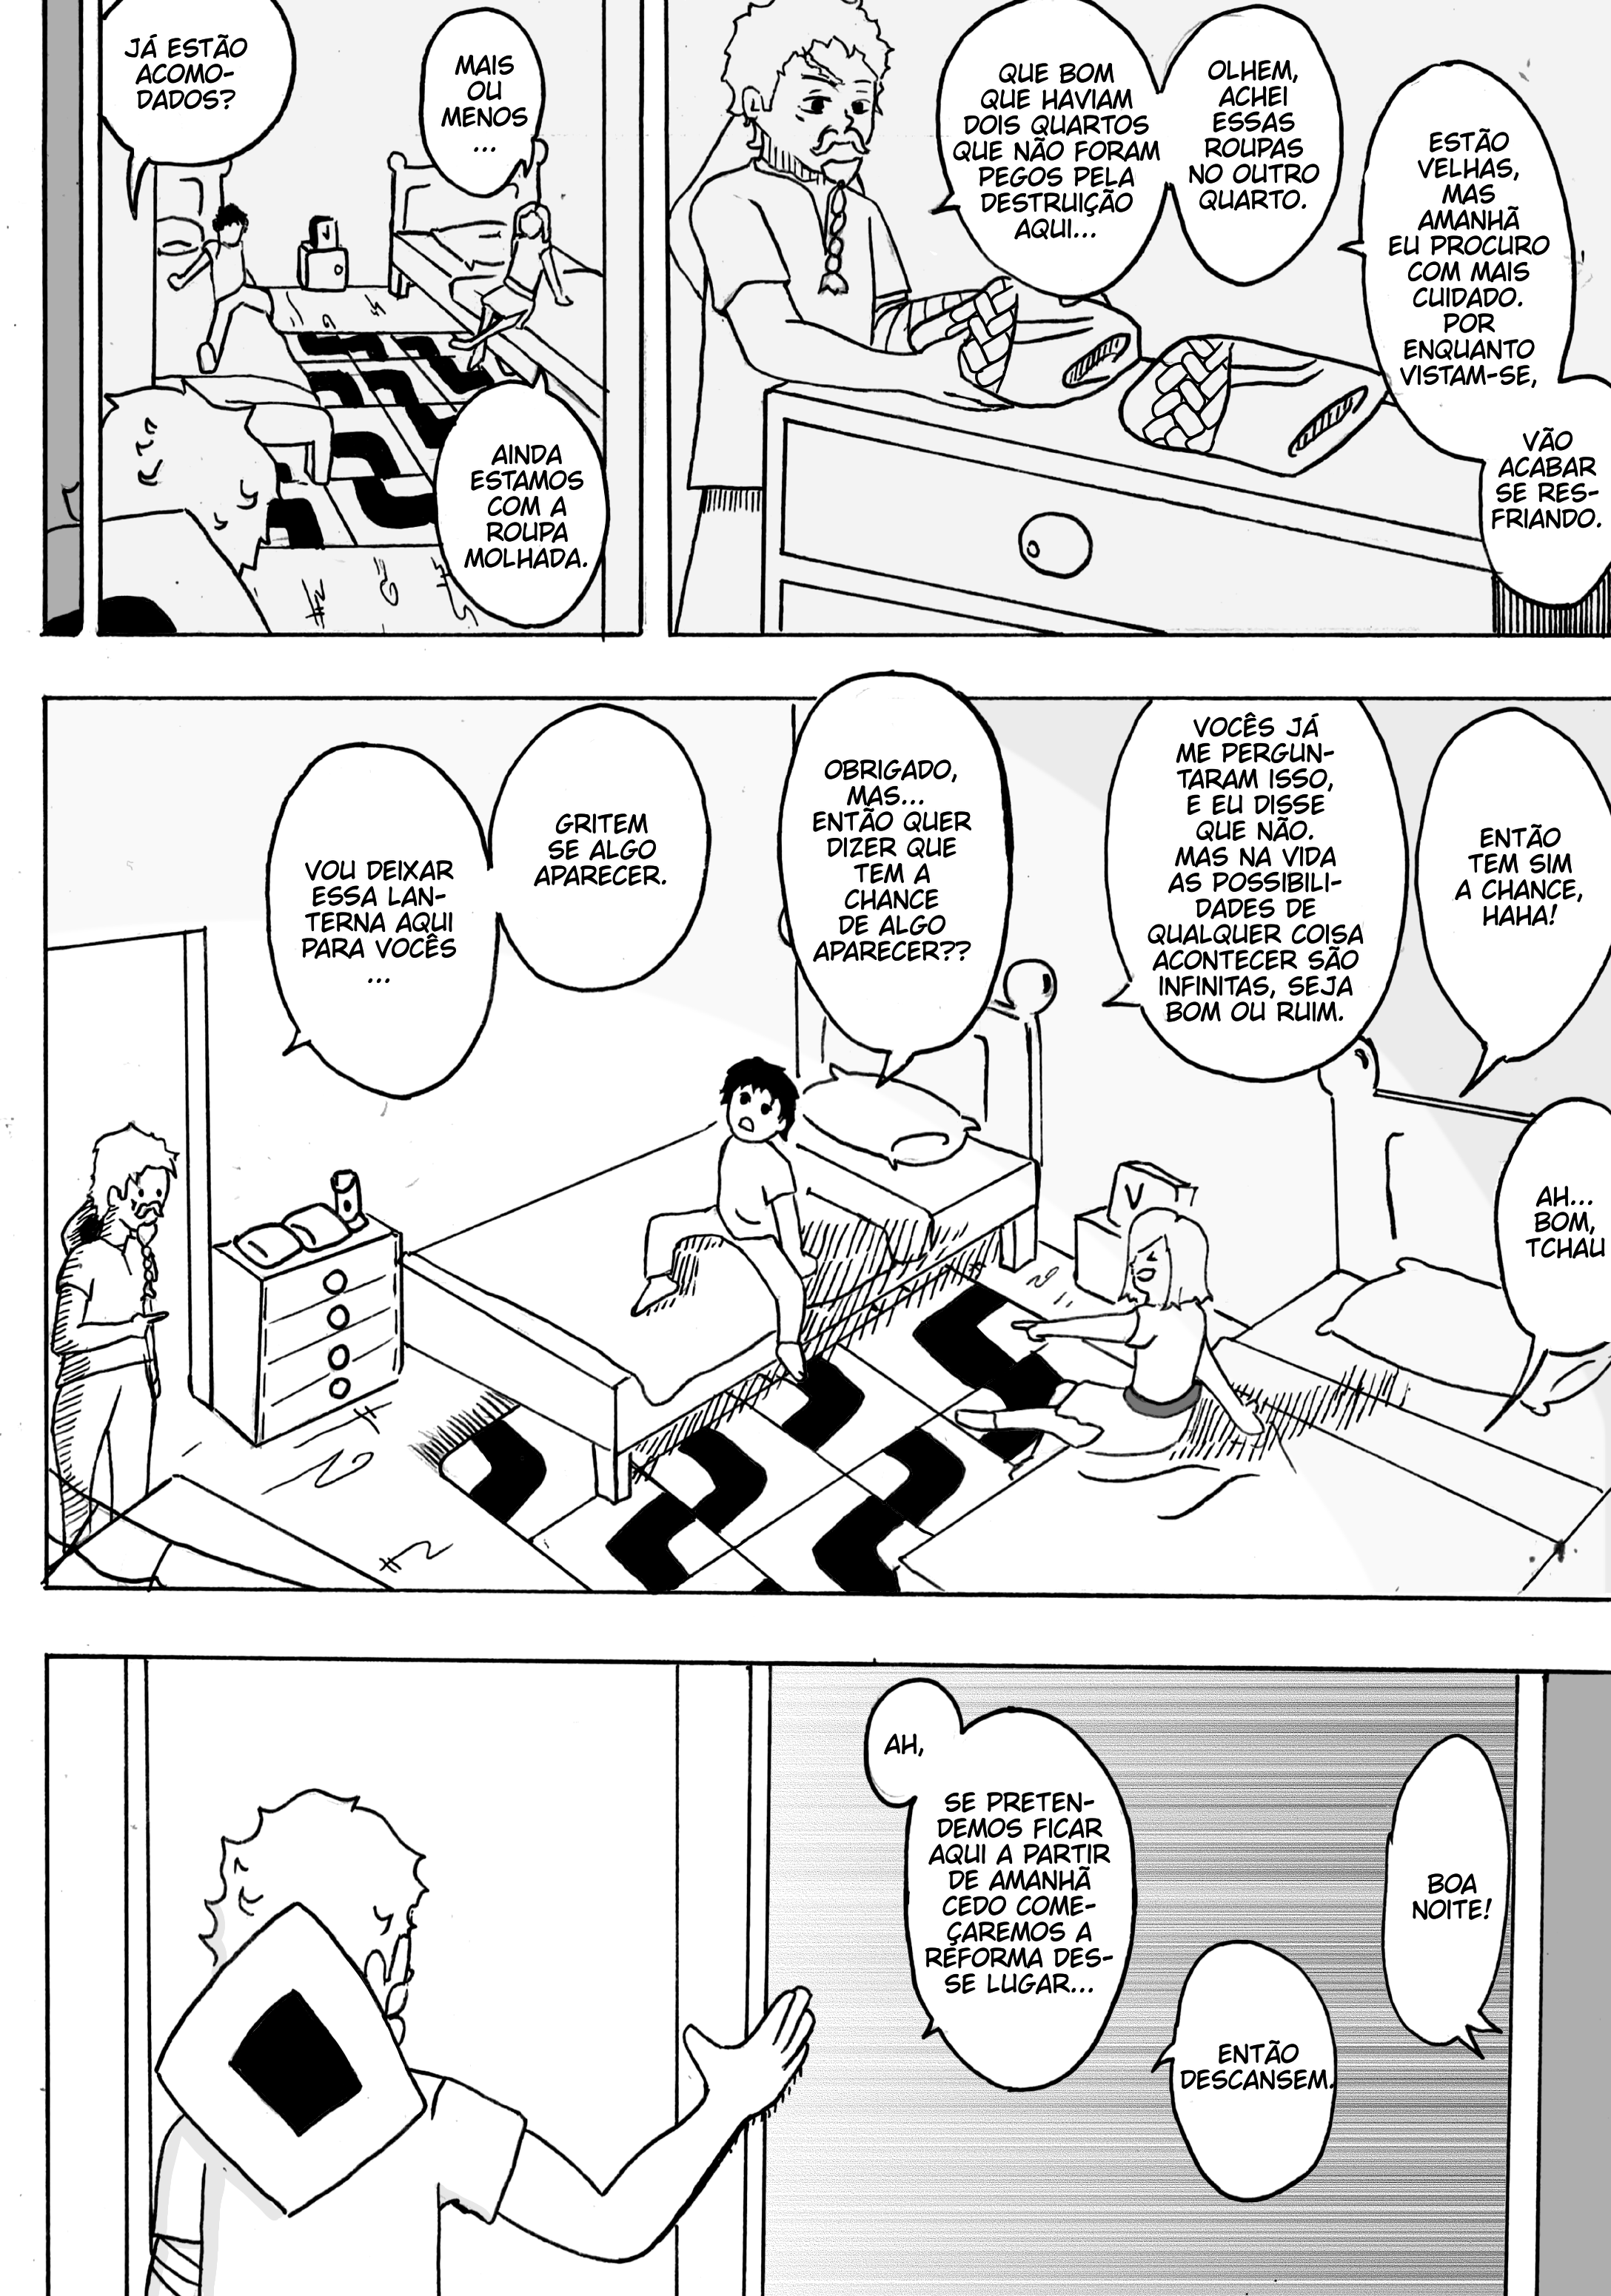 JÁ ESTÃO
ACOMO-
DADOS?
MAIS
OU
MENOS
...
AINDA
ESTAMOS
COM A
ROUPA
MOLHADA.
QUE BOM
QUE HAVIAM
DOIS QUARTOS
QUE NÃO FORAM
PEGOS PELA
DESTRUIÇÃO
AQUI...
OLHEM,
ACHEI
ESSAS
ROUPAS
NO OUTRO
QUARTO.
ESTÃO
VELHAS,
MAS
AMANHÃ
EU PROCURO
COM MAIS
CUIDADO.
POR
ENQUANTO
VISTAM-SE,
VÃO
ACABAR
SE RES-
FRIANDO.
VOU DEIXAR
ESSA LAN-
TERNA AQUI
PARA VOCÊS
...
GRITEM
SE ALGO
APARECER.
OBRIGADO,
MAS...
ENTÃO QUER
DIZER QUE
TEM A
CHANCE
DE ALGO
APARECER??
VOCÊS JÁ
ME PERGUN-
TARAM ISSO,
E EU DISSE
QUE NÃO.
MAS NA VIDA
AS POSSIBILI-
DADES DE
QUALQUER COISA
ACONTECER SÃO
INFINITAS, SEJA
BOM OU RUIM.
ENTÃO
TEM SIM
A CHANCE,
HAHA!
AH...
BOM,
TCHAU
V
AH,
SE PRETEN-
DEMOS FICAR
AQUI A PARTIR
DE AMANHÃ
CEDO COME-
ÇAREMOS A
REFORMA DES-
SE LUGAR...
ENTÃO
DESCANSEM.
BOA
NOITE!